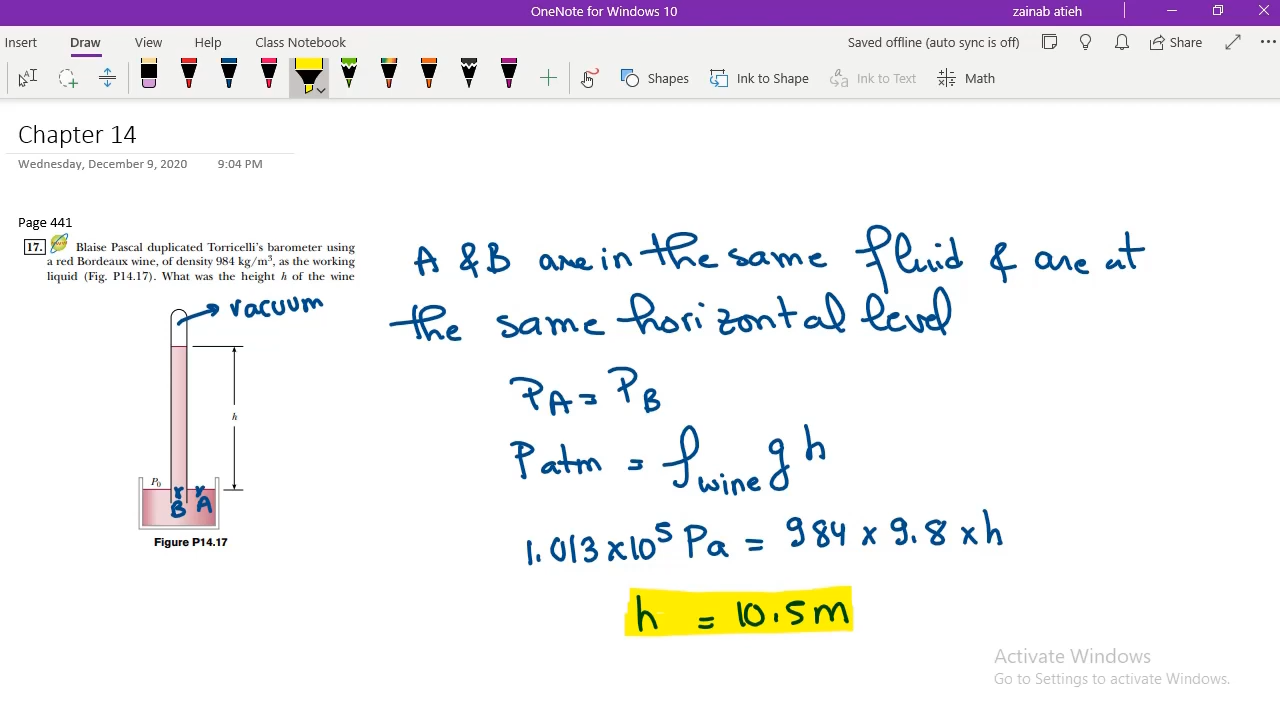 OneNote for Windows 10
zainab atieh
Insert Draw View Help Class Notebook
Saved offline (auto sync is off) Share
Shapes Ink to Shape Ink to Text Math
Chapter 14
Wednesday, December 9, 2020 9:04 PM
Page 441
17. Blaise Pascal duplicated Torricelli's barometer using
a red Bordeaux wine, of density 984 kg/m³, as the working
liquid (Fig. P14.17). What was the height h of the wine
vacuum
h
P₀
B A
Figure P14.17
A & B are in the same fluid & are at
the same horizontal level
P_A = P_B
Patm = ρ_wine g h
1.013 x 10⁵ Pa = 984 x 9.8 x h
h = 10.5 m
Activate Windows
Go to Settings to activate Windows.